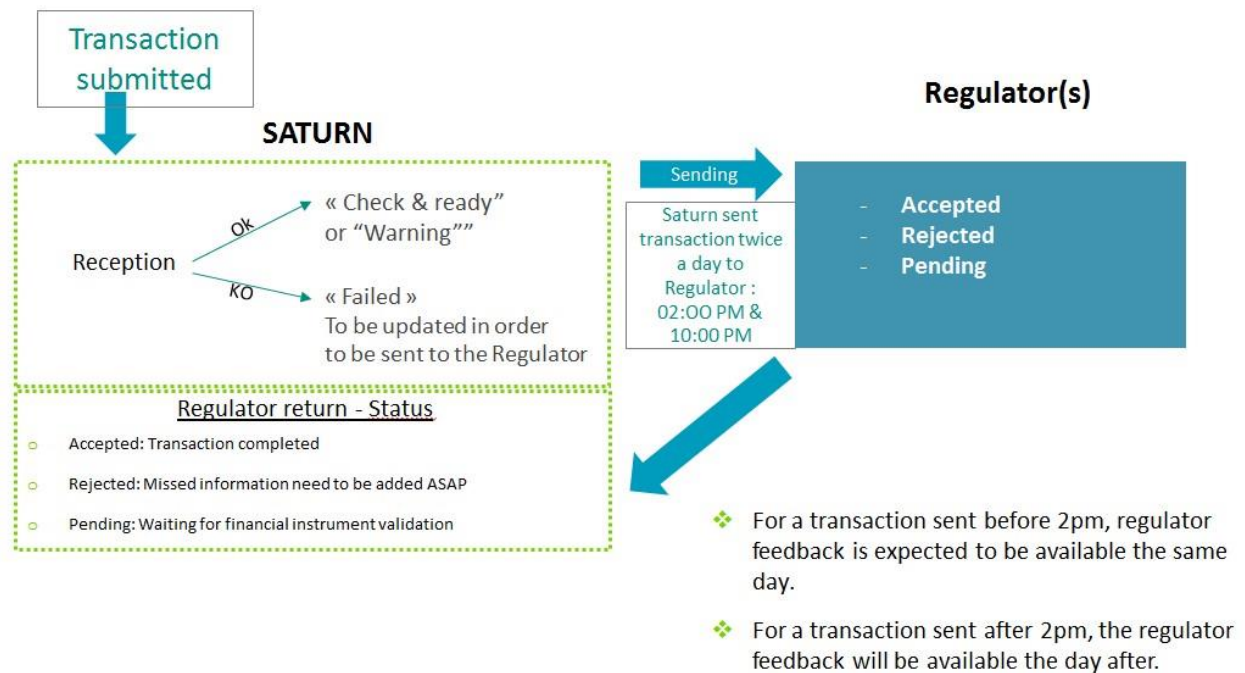 Transaction
submitted
SATURN
Regulator(s)
Reception
Ok
« Check & ready”
or “Warning””
KO
« Failed »
To be updated in order
to be sent to the Regulator
Sending
Saturn sent
transaction twice
a day to
Regulator :
02:OO PM &
10:00 PM
- Accepted
- Rejected
- Pending
Regulator return - Status
o Accepted: Transaction completed
o Rejected: Missed information need to be added ASAP
o Pending: Waiting for financial instrument validation
❖ For a transaction sent before 2pm, regulator
feedback is expected to be available the same
day.
❖ For a transaction sent after 2pm, the regulator
feedback will be available the day after.